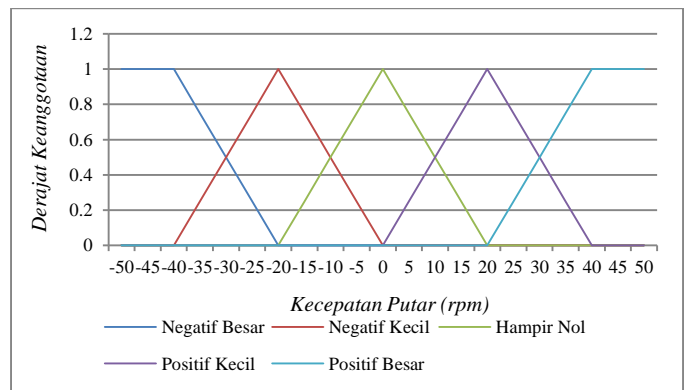 Derajat Keanggotaan
1.2
1
0.8
0.6
0.4
0.2
0
-50 -45 -40 -35 -30 -25 -20 -15 -10 -5 0 5 10 15 20 25 30 35 40 45 50
Kecepatan Putar (rpm)
Negatif Besar Negatif Kecil Hampir Nol
Positif Kecil Positif Besar